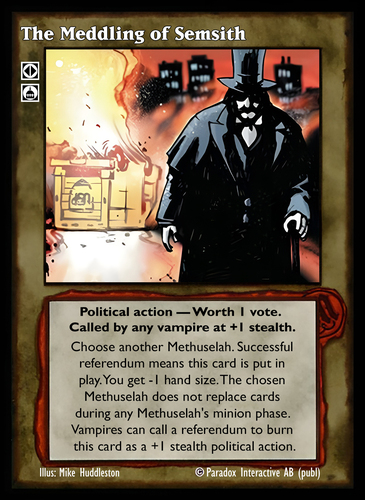 The Meddling of Semsith
Political action — Worth 1 vote.
Called by any vampire at +1 stealth.
Choose another Methuselah. Successful
referendum means this card is put in
play. You get -1 hand size. The chosen
Methuselah does not replace cards
during any Methuselah's minion phase.
Vampires can call a referendum to burn
this card as a +1 stealth political action.
Illus: Mike Huddleston © Paradox Interactive AB (publ)